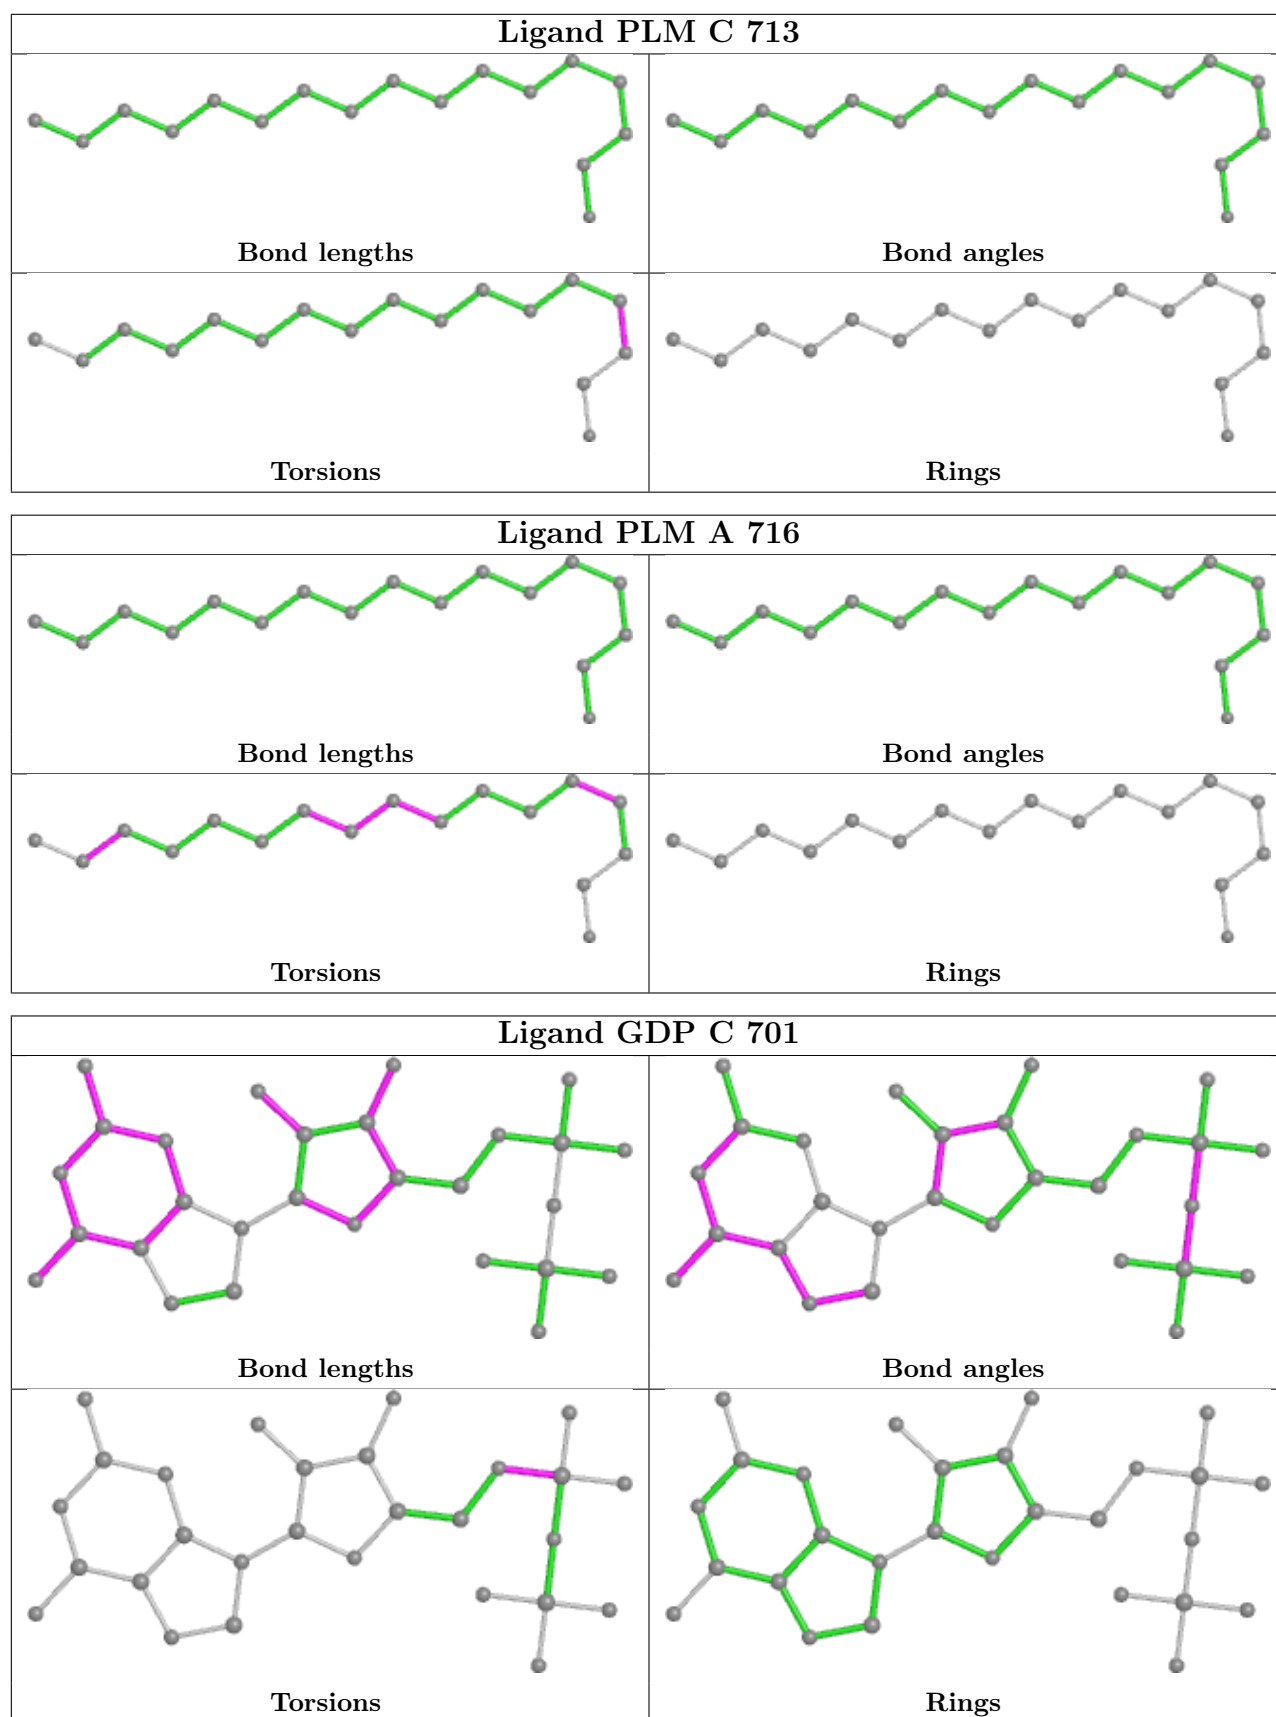 Ligand PLM C 713
Bond lengths
Bond angles
Torsions
Rings
Ligand PLM A 716
Bond lengths
Bond angles
Torsions
Rings
Ligand GDP C 701
Bond lengths
Bond angles
Torsions
Rings